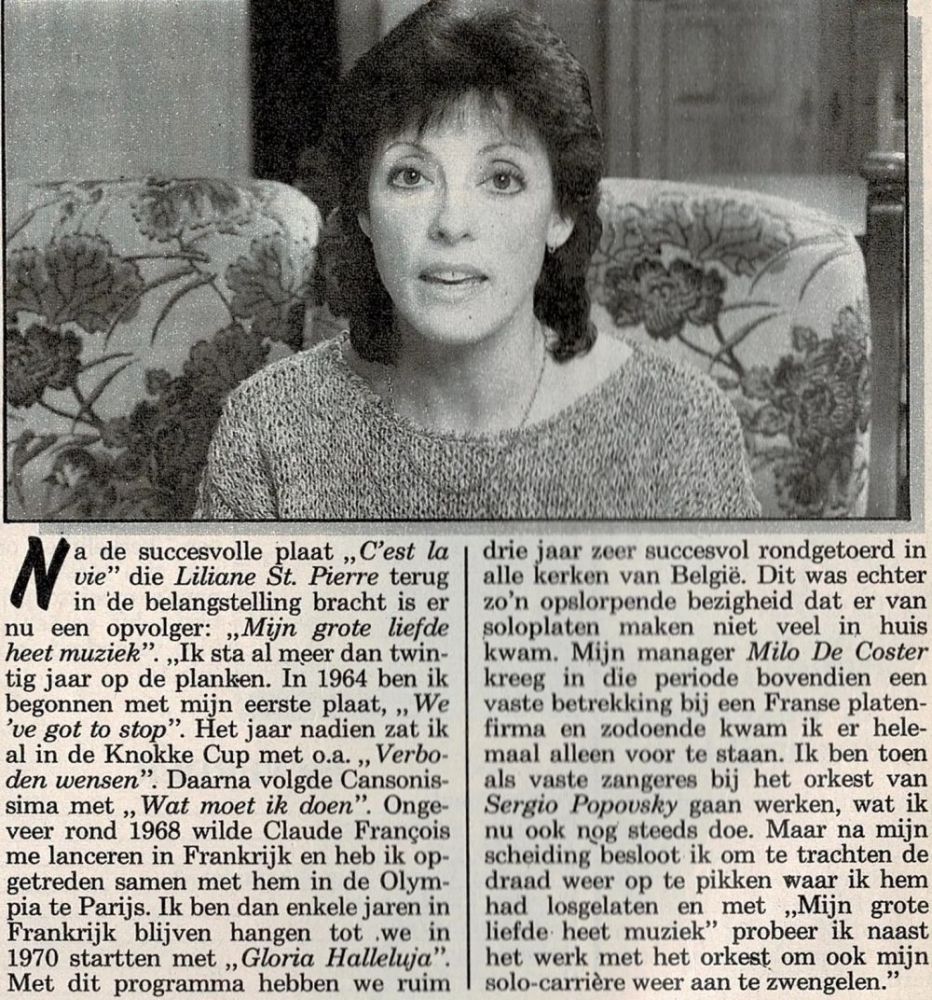 Na de succesvolle plaat „C'est la
vie” die Liliane St. Pierre terug
in de belangstelling bracht is er
nu een opvolger: „Mijn grote liefde
heet muziek”. „Ik sta al meer dan twin-
tig jaar op de planken. In 1964 ben ik
begonnen met mijn eerste plaat, „We
've got to stop”. Het jaar nadien zat ik
al in de Knokke Cup met o.a. „Verbo-
den wensen”. Daarna volgde Cansonis-
sima met „Wat moet ik doen”. Onge-
veer rond 1968 wilde Claude François
me lanceren in Frankrijk en heb ik op-
getreden samen met hem in de Olym-
pia te Parijs. Ik ben dan enkele jaren in
Frankrijk blijven hangen tot we in
1970 startten met „Gloria Halleluja”.
Met dit programma hebben we ruim
drie jaar zeer succesvol rondgetoerd in
alle kerken van België. Dit was echter
zo'n opslorpende bezigheid dat er van
soloplaten maken niet veel in huis
kwam. Mijn manager Milo De Coster
kreeg in die periode bovendien een
vaste betrekking bij een Franse platen-
firma en zodoende kwam ik er hele-
maal alleen voor te staan. Ik ben toen
als vaste zangeres bij het orkest van
Sergio Popovsky gaan werken, wat ik
nu ook nog steeds doe. Maar na mijn
scheiding besloot ik om te trachten de
draad weer op te pikken waar ik hem
had losgelaten en met „Mijn grote
liefde heet muziek” probeer ik naast
het werk met het orkest om ook mijn
solo-carrière weer aan te zwengelen.”